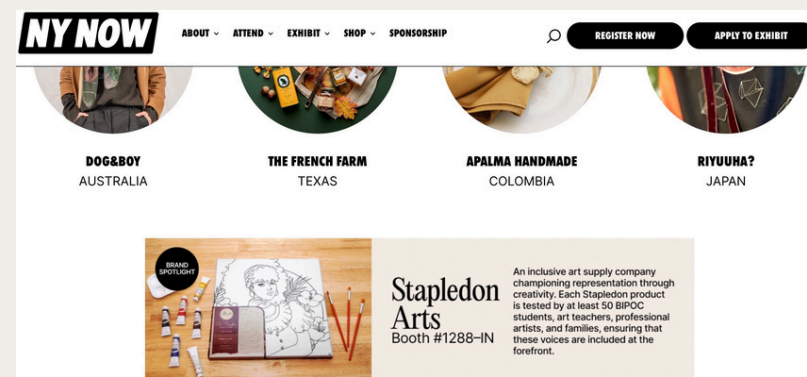 NY NOW
ABOUT ATTEND EXHIBIT SHOP SPONSORSHIP
REGISTER NOW
APPLY TO EXHIBIT
DOG&BOY
AUSTRALIA
THE FRENCH FARM
TEXAS
APALMA HANDMADE
COLOMBIA
RIYUUHA?
JAPAN
BRAND
SPOTLIGHT
Stapledon
Arts
Booth #1288–IN
An inclusive art supply company
championing representation through
creativity. Each Stapledon product
is tested by at least 50 BIPOC
students, art teachers, professional
artists, and families, ensuring that
these voices are included at the
forefront.